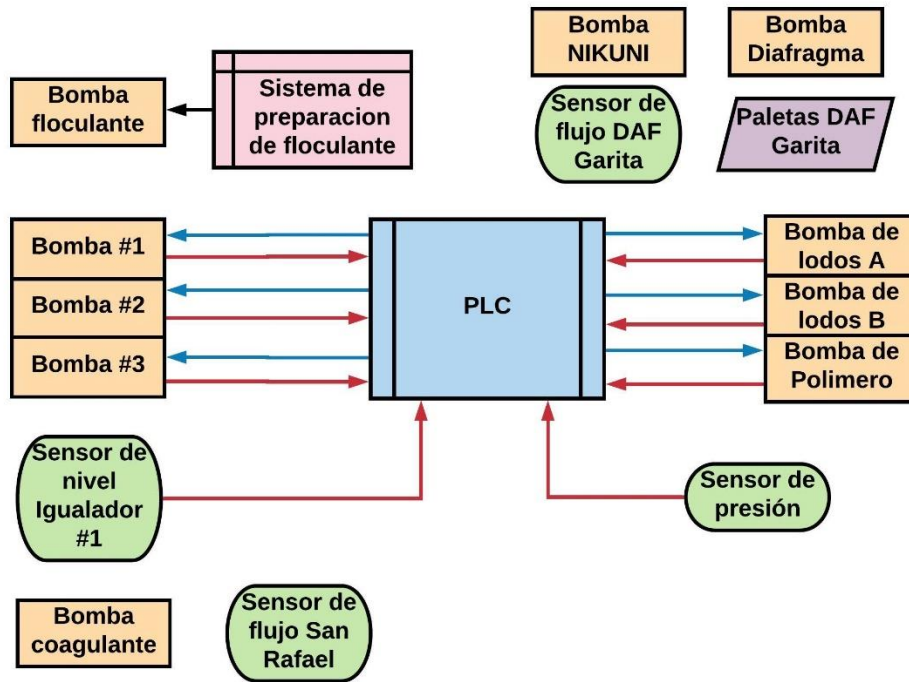 Bomba
NIKUNI
Bomba
Diafragma
Bomba
floculante
Sistema de
preparacion
de floculante
Sensor de
flujo DAF
Garita
Paletas DAF
Garita
Bomba #1
Bomba #2
Bomba #3
PLC
Bomba de
lodos A
Bomba de
lodos B
Bomba de
Polimero
Sensor de
nivel
Igualador
#1
Sensor de
presión
Bomba
coagulante
Sensor de
flujo San
Rafael